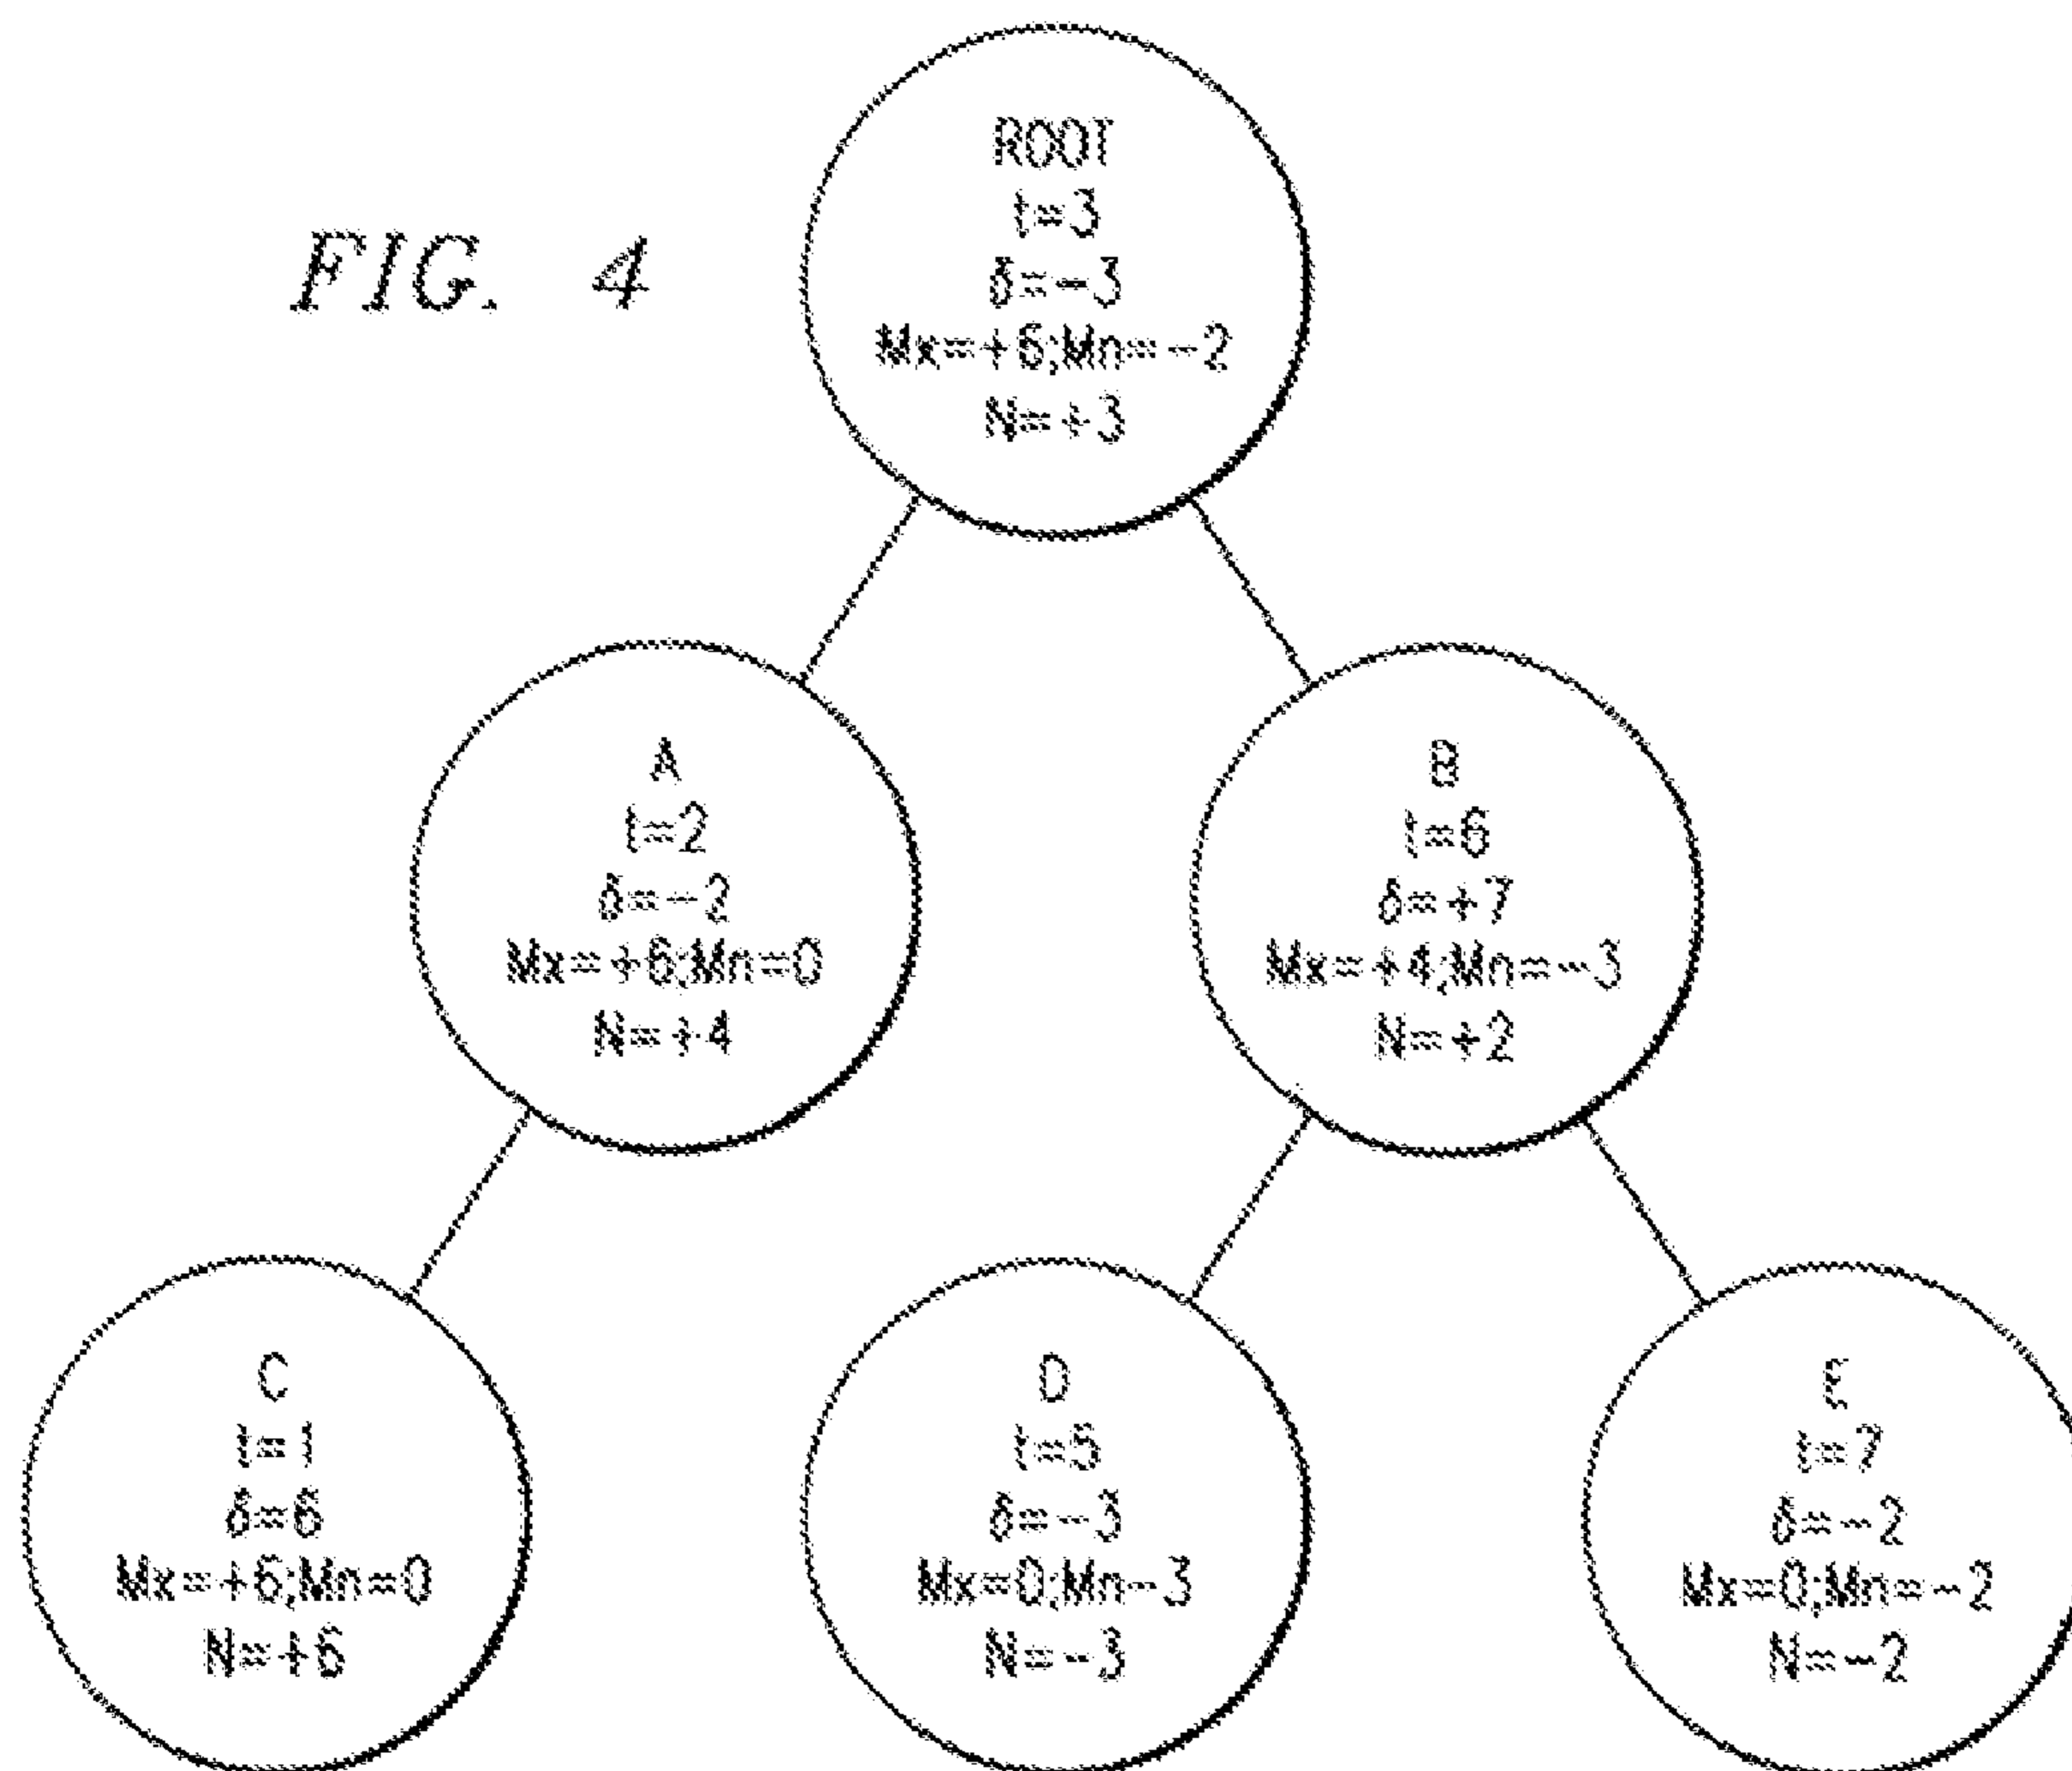 FIG. 4
ROOT
t=3
δ=-3
Mx=+6;Mn=-2
N=+3
A
t=2
δ=-2
Mx=+6;Mn=0
N=+4
B
t=6
δ=+7
Mx=+4;Mn=-3
N=+2
C
t=1
δ=6
Mx=+6;Mn=0
N=+6
D
t=5
δ=-3
Mx=0;Mn-3
N=-3
E
t=7
δ=-2
Mx=0;Mn=-2
N=-2